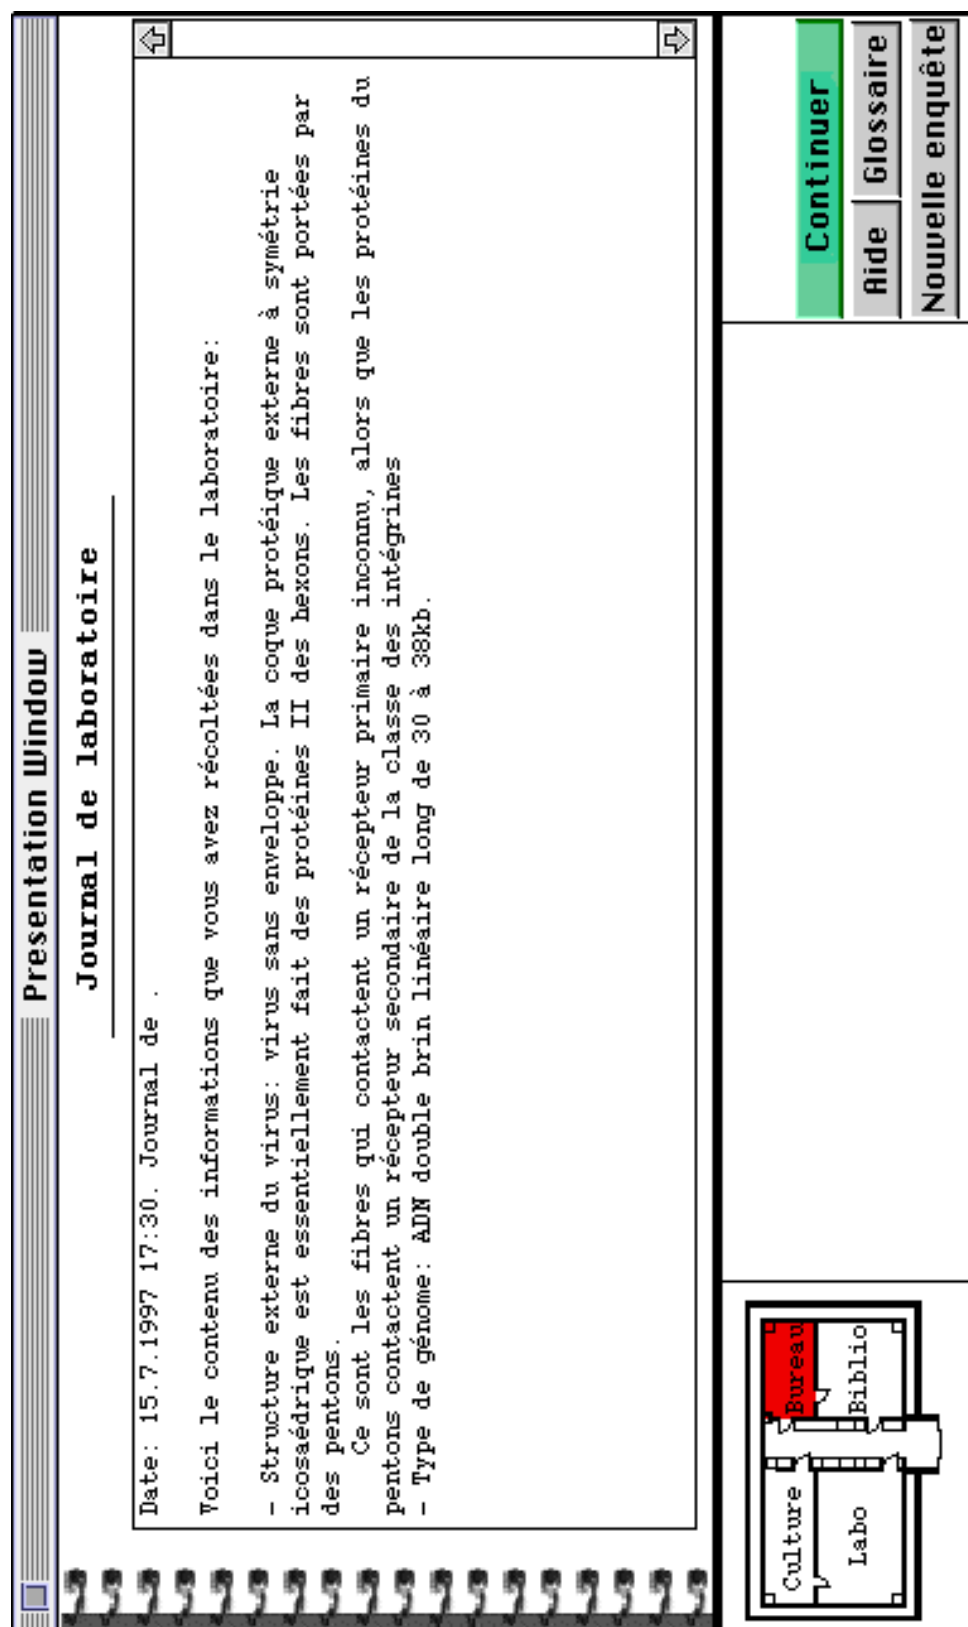 Presentation Window
Journal de laboratoire
Date: 15.7.1997 17:30. Journal de .
Voici le contenu des informations que vous avez récoltées dans le laboratoire:
- Structure externe du virus: virus sans enveloppe. La coque protéique externe à symétrie
icosaédrique est essentiellement fait des protéines II des hexons. Les fibres sont portées par
des pentons.
Ce sont les fibres qui contactent un récepteur primaire inconnu, alors que les protéines du
pentons contactent un récepteur secondaire de la classe des intégrines
- Type de génome: ADN double brin linéaire long de 30 à 38kb.
Culture
Bureau
Labo
Biblio
Continuer
Aide
Glossaire
Nouvelle enquête